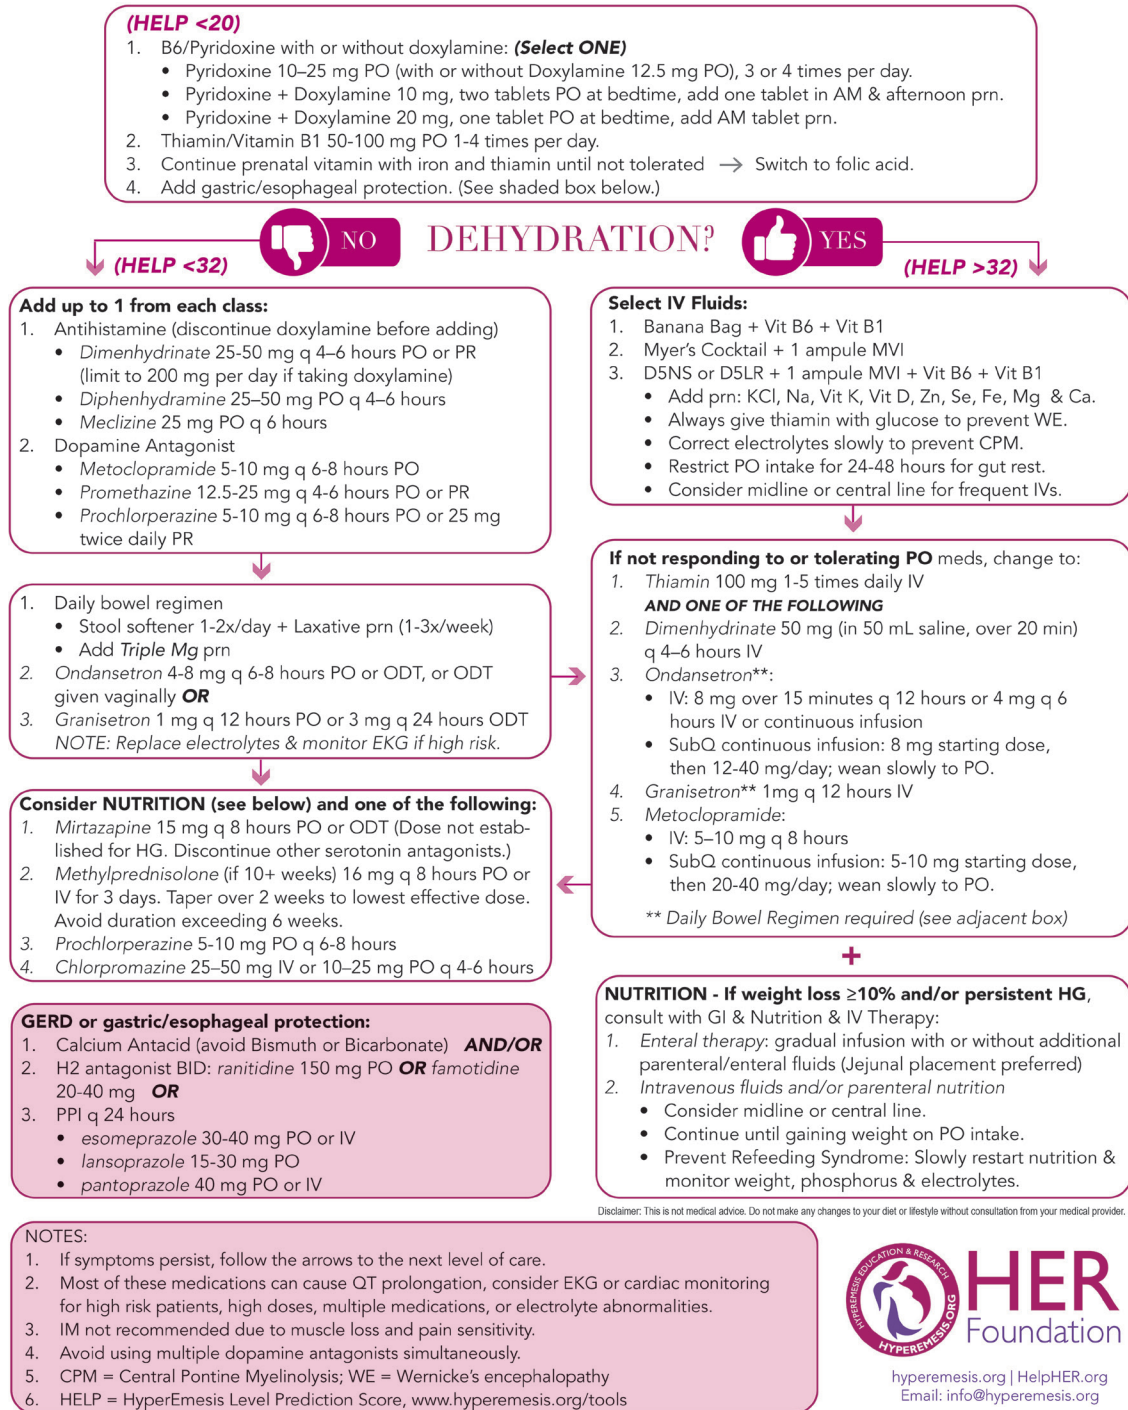 (HELP <20)
1. B6/Pyridoxine with or without doxylamine: (Select ONE)
• Pyridoxine 10–25 mg PO (with or without Doxylamine 12.5 mg PO), 3 or 4 times per day.
• Pyridoxine + Doxylamine 10 mg, two tablets PO at bedtime, add one tablet in AM & afternoon prn.
• Pyridoxine + Doxylamine 20 mg, one tablet PO at bedtime, add AM tablet prn.
2. Thiamin/Vitamin B1 50-100 mg PO 1-4 times per day.
3. Continue prenatal vitamin with iron and thiamin until not tolerated → Switch to folic acid.
4. Add gastric/esophageal protection. (See shaded box below.)
NO DEHYDRATION? YES
(HELP <32)
(HELP >32)
Add up to 1 from each class:
1. Antihistamine (discontinue doxylamine before adding)
• Dimenhydrinate 25-50 mg q 4–6 hours PO or PR
(limit to 200 mg per day if taking doxylamine)
• Diphenhydramine 25–50 mg PO q 4–6 hours
• Meclizine 25 mg PO q 6 hours
2. Dopamine Antagonist
• Metoclopramide 5-10 mg q 6-8 hours PO
• Promethazine 12.5-25 mg q 4-6 hours PO or PR
• Prochlorperazine 5-10 mg q 6-8 hours PO or 25 mg
twice daily PR
1. Daily bowel regimen
• Stool softener 1-2x/day + Laxative prn (1-3x/week)
• Add Triple Mg prn
2. Ondansetron 4-8 mg q 6-8 hours PO or ODT, or ODT
given vaginally OR
3. Granisetron 1 mg q 12 hours PO or 3 mg q 24 hours ODT
NOTE: Replace electrolytes & monitor EKG if high risk.
Consider NUTRITION (see below) and one of the following:
1. Mirtazapine 15 mg q 8 hours PO or ODT (Dose not estab-
lished for HG. Discontinue other serotonin antagonists.)
2. Methylprednisolone (if 10+ weeks) 16 mg q 8 hours PO or
IV for 3 days. Taper over 2 weeks to lowest effective dose.
Avoid duration exceeding 6 weeks.
3. Prochlorperazine 5-10 mg PO q 6-8 hours
4. Chlorpromazine 25–50 mg IV or 10–25 mg PO q 4-6 hours
GERD or gastric/esophageal protection:
1. Calcium Antacid (avoid Bismuth or Bicarbonate) AND/OR
2. H2 antagonist BID: ranitidine 150 mg PO OR famotidine
20-40 mg OR
3. PPI q 24 hours
• esomeprazole 30-40 mg PO or IV
• lansoprazole 15-30 mg PO
• pantoprazole 40 mg PO or IV
Select IV Fluids:
1. Banana Bag + Vit B6 + Vit B1
2. Myer's Cocktail + 1 ampule MVI
3. D5NS or D5LR + 1 ampule MVI + Vit B6 + Vit B1
• Add prn: KCl, Na, Vit K, Vit D, Zn, Se, Fe, Mg & Ca.
• Always give thiamin with glucose to prevent WE.
• Correct electrolytes slowly to prevent CPM.
• Restrict PO intake for 24-48 hours for gut rest.
• Consider midline or central line for frequent IVs.
If not responding to or tolerating PO meds, change to:
1. Thiamin 100 mg 1-5 times daily IV
AND ONE OF THE FOLLOWING
2. Dimenhydrinate 50 mg (in 50 mL saline, over 20 min)
q 4–6 hours IV
3. Ondansetron**:
• IV: 8 mg over 15 minutes q 12 hours or 4 mg q 6
hours IV or continuous infusion
• SubQ continuous infusion: 8 mg starting dose,
then 12-40 mg/day; wean slowly to PO.
4. Granisetron** 1mg q 12 hours IV
5. Metoclopramide:
• IV: 5–10 mg q 8 hours
• SubQ continuous infusion: 5-10 mg starting dose,
then 20-40 mg/day; wean slowly to PO.
** Daily Bowel Regimen required (see adjacent box)
+
NUTRITION - If weight loss ≥10% and/or persistent HG,
consult with GI & Nutrition & IV Therapy:
1. Enteral therapy: gradual infusion with or without additional
parenteral/enteral fluids (Jejunal placement preferred)
2. Intravenous fluids and/or parenteral nutrition
• Consider midline or central line.
• Continue until gaining weight on PO intake.
• Prevent Refeeding Syndrome: Slowly restart nutrition &
monitor weight, phosphorus & electrolytes.
Disclaimer: This is not medical advice. Do not make any changes to your diet or lifestyle without consultation from your medical provider.
NOTES:
1. If symptoms persist, follow the arrows to the next level of care.
2. Most of these medications can cause QT prolongation, consider EKG or cardiac monitoring
for high risk patients, high doses, multiple medications, or electrolyte abnormalities.
3. IM not recommended due to muscle loss and pain sensitivity.
4. Avoid using multiple dopamine antagonists simultaneously.
5. CPM = Central Pontine Myelinolysis; WE = Wernicke's encephalopathy
6. HELP = HyperEmesis Level Prediction Score, www.hyperemesis.org/tools
HYPEREMESIS EDUCATION & RESEARCH
HYPEREMESIS.ORG
HER
Foundation
hyperemesis.org | HelpHER.org
Email: info@hyperemesis.org